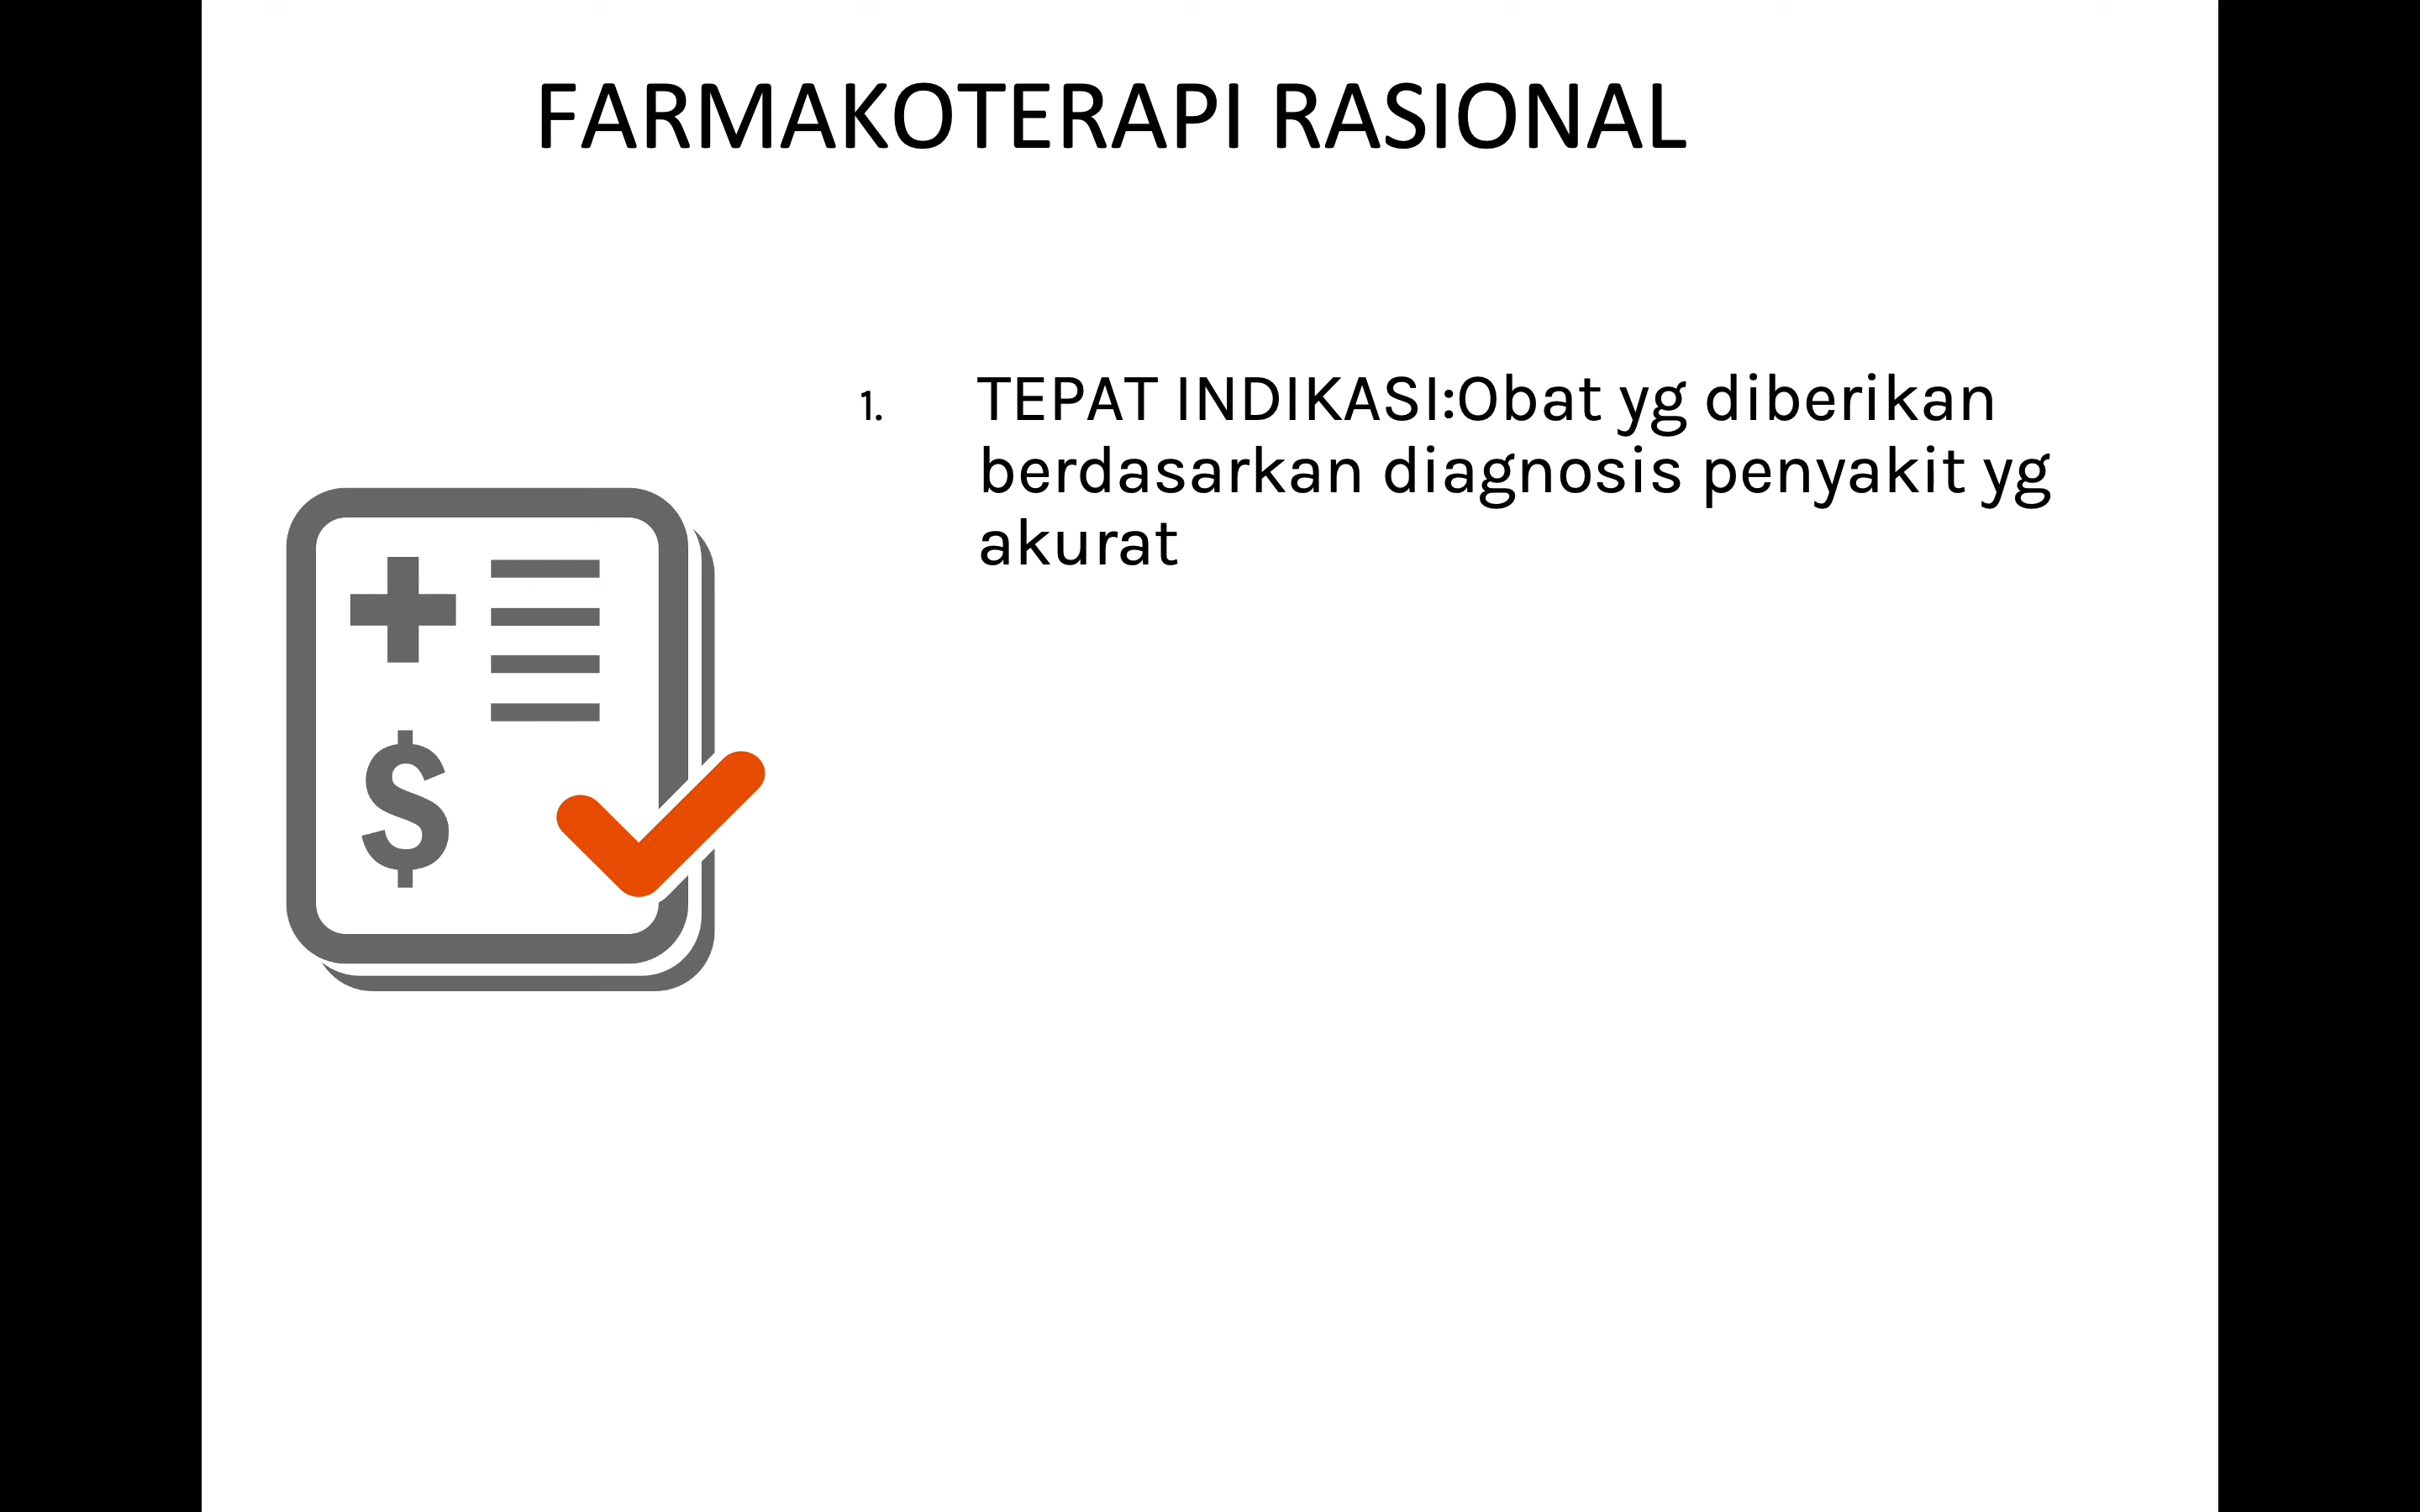 FARMAKOTERAPI RASIONAL
1. TEPAT INDIKASI:Obat yg diberikan
berdasarkan diagnosis penyakit yg
akurat
$